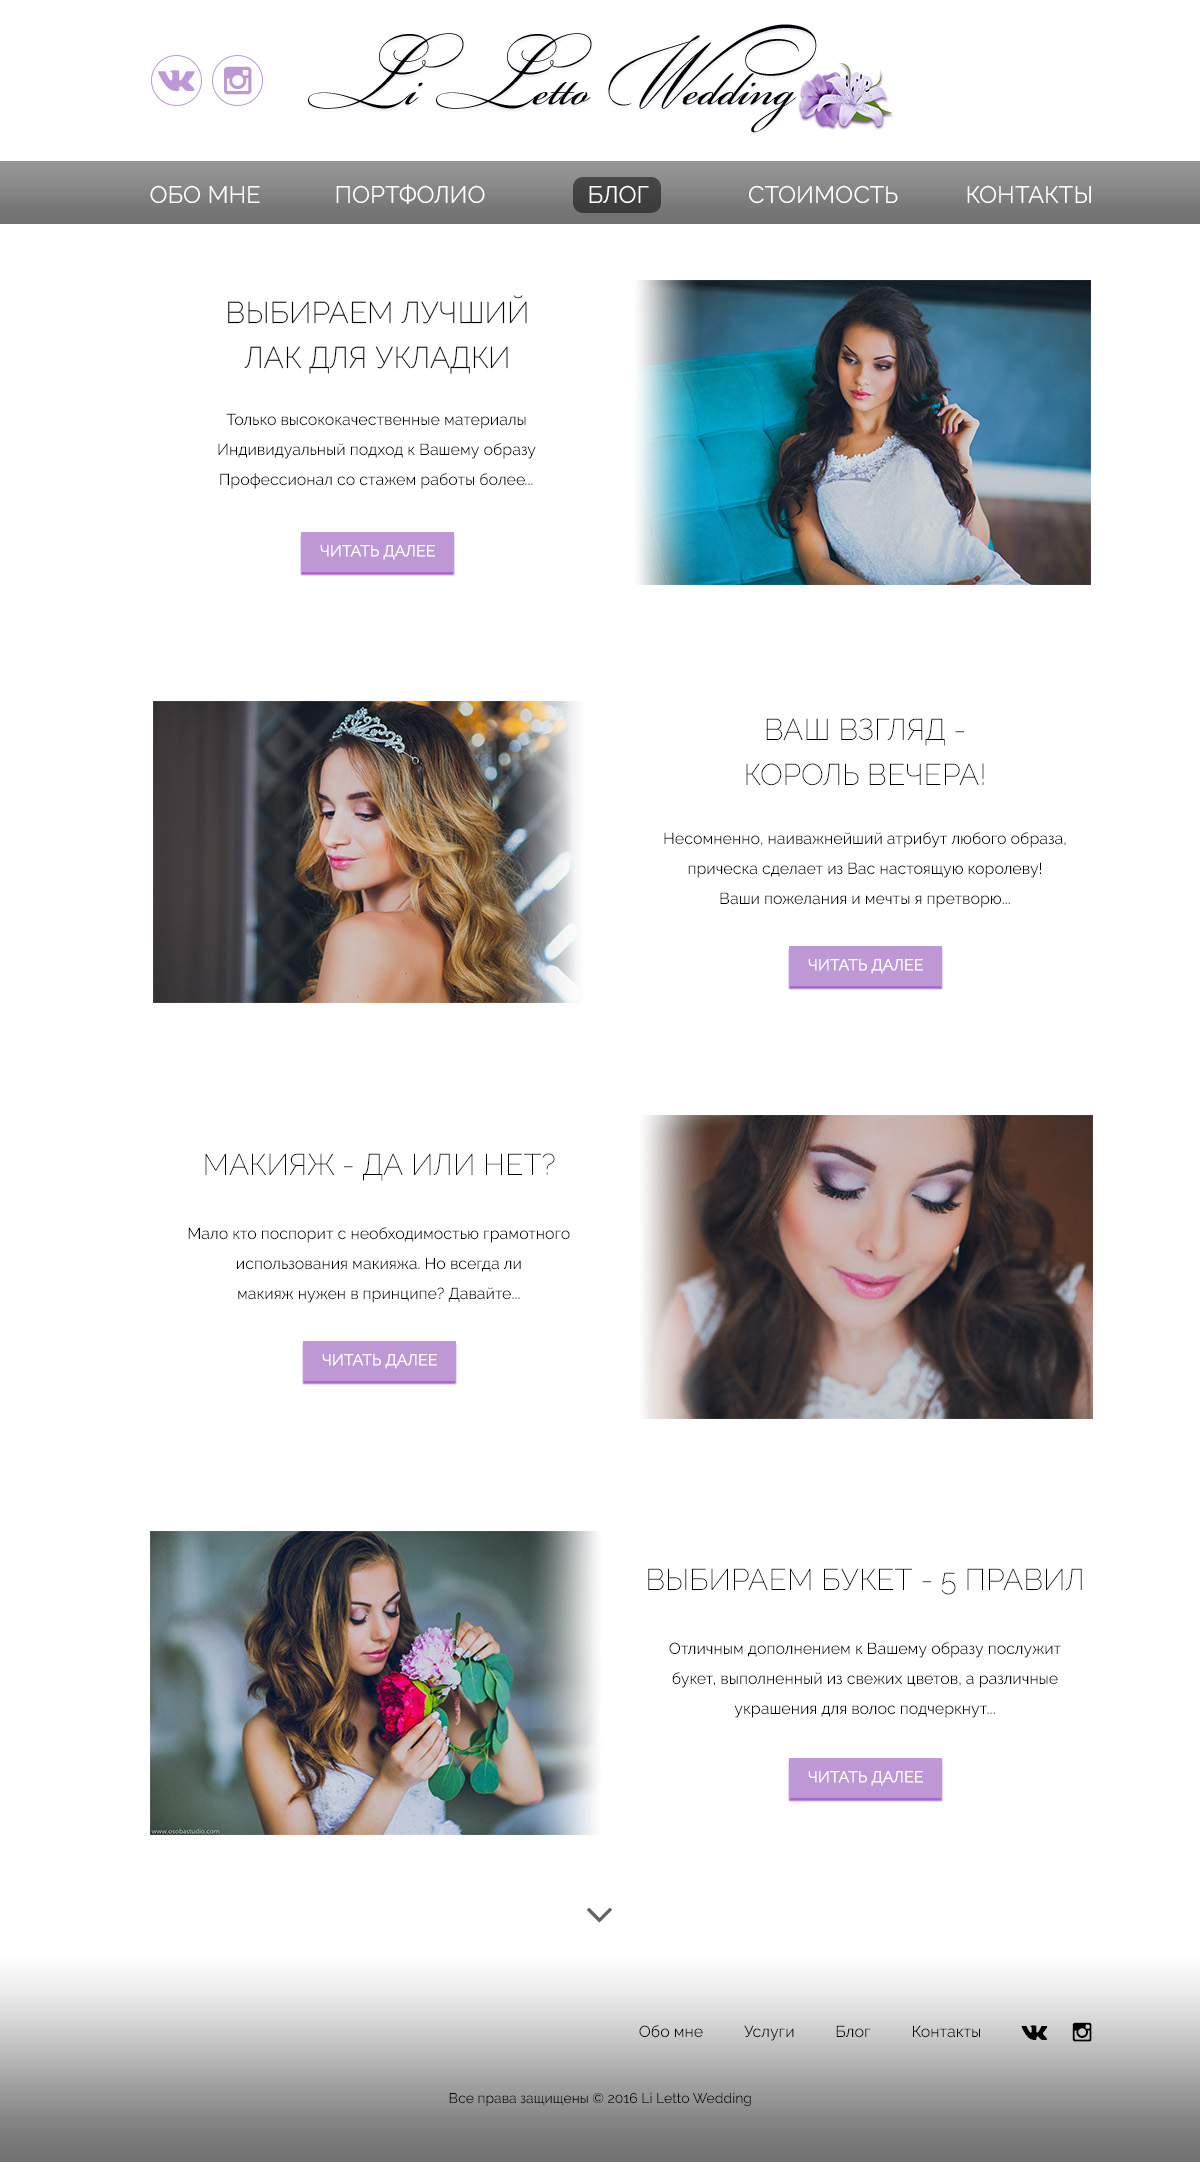 Li Letto Wedding
ОБО МНЕ
ПОРТФОЛИО
БЛОГ
СТОИМОСТЬ
КОНТАКТЫ
ВЫБИРАЕМ ЛУЧШИЙ
ЛАК ДЛЯ УКЛАДКИ
Только высококачественные материалы
Индивидуальный подход к Вашему образу
Профессионал со стажем работы более...
ЧИТАТЬ ДАЛЕЕ
ВАШ ВЗГЛЯД -
КОРОЛЬ ВЕЧЕРА!
Несомненно, наиважнейший атрибут любого образа,
прическа сделает из Вас настоящую королеву!
Ваши пожелания и мечты я претворю...
ЧИТАТЬ ДАЛЕЕ
МАКИЯЖ - ДА ИЛИ НЕТ?
Мало кто поспорит с необходимостью грамотного
использования макияжа. Но всегда ли
макияж нужен в принципе? Давайте...
ЧИТАТЬ ДАЛЕЕ
www.osobastudio.com
ВЫБИРАЕМ БУКЕТ - 5 ПРАВИЛ
Отличным дополнением к Вашему образу послужит
букет, выполненный из свежих цветов, а различные
украшения для волос подчеркнут...
ЧИТАТЬ ДАЛЕЕ
Обо мне
Услуги
Блог
Контакты
Все права защищены © 2016 Li Letto Wedding